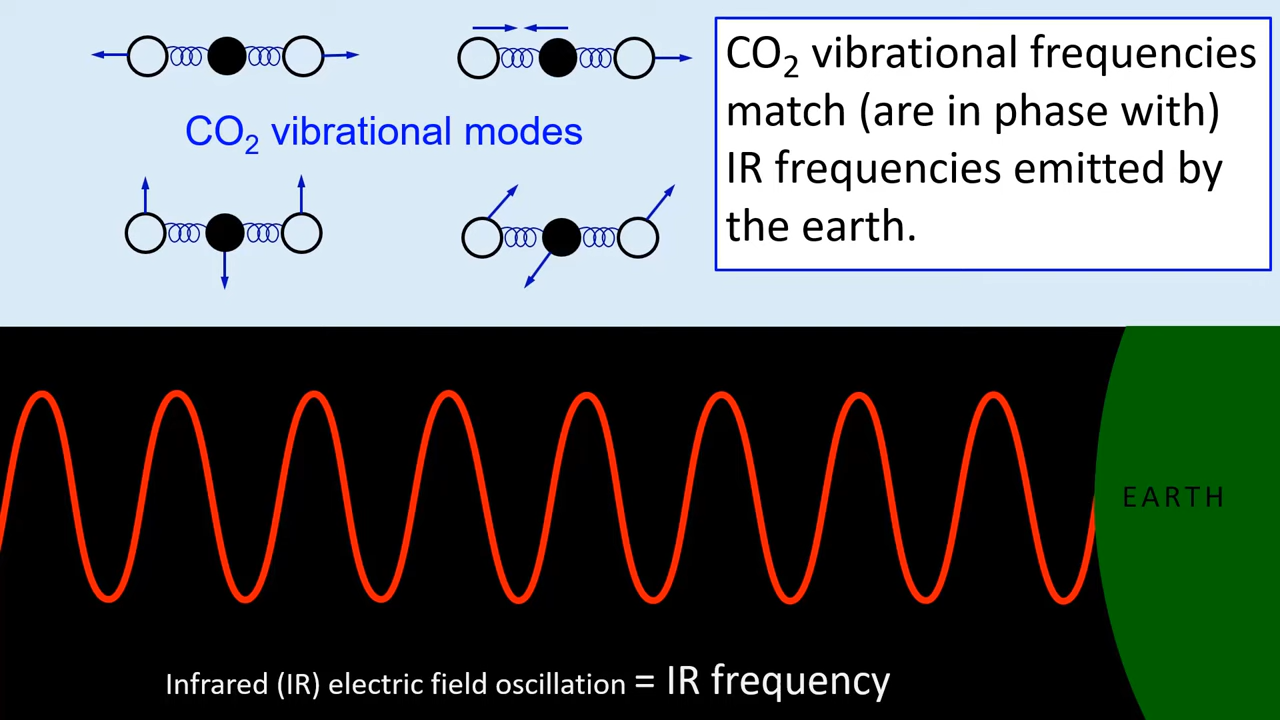 CO₂ vibrational modes
CO₂ vibrational frequencies
match (are in phase with)
IR frequencies emitted by
the earth.
EARTH
Infrared (IR) electric field oscillation = IR frequency